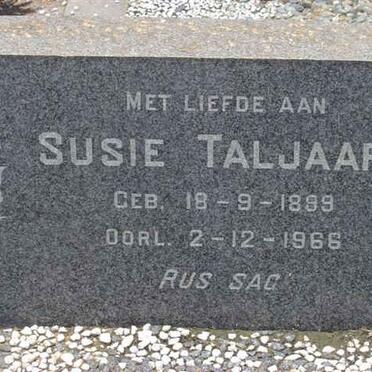 MET LIEFDE AAN
SUSIE TALJAAR
GEB. 18-9-1899
OORL. 2-12-1966
RUS SAG